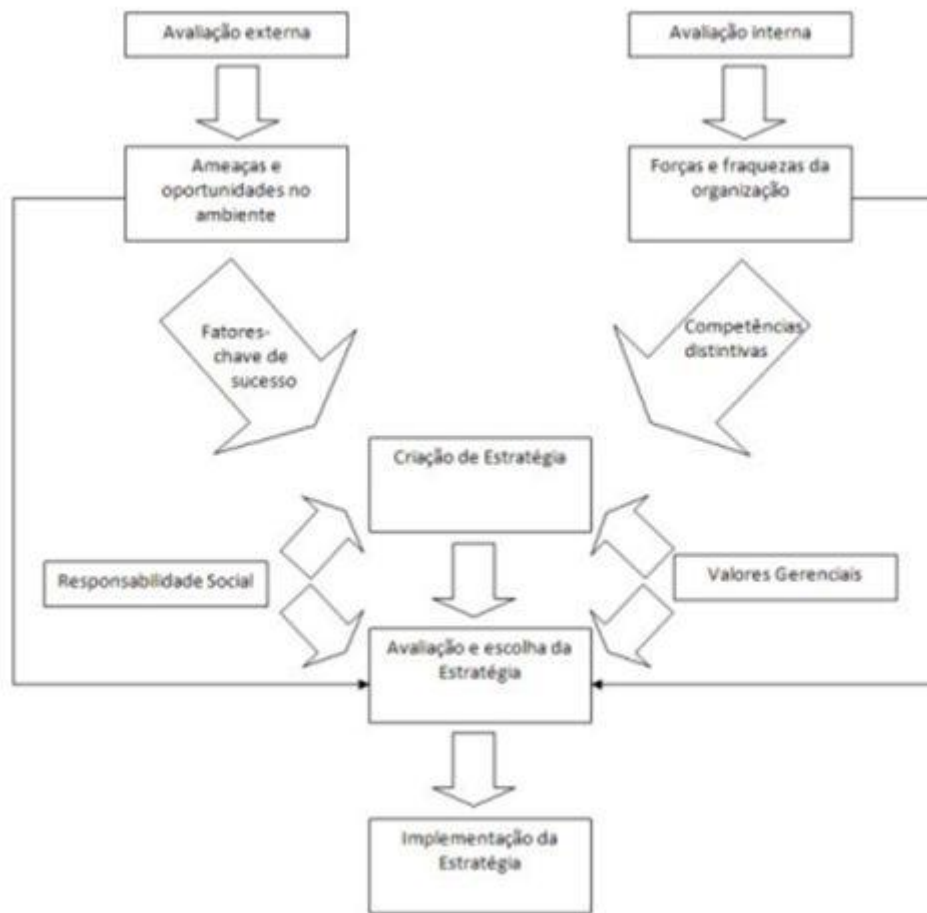 Avaliação externa
Avaliação interna
Ameaças e
oportunidades no
ambiente
Forças e fraquezas da
organização
Fatores-
chave de
sucesso
Competências
distintivas
Criação de Estratégia
Responsabilidade Social
Valores Gerenciais
Avaliação e escolha da
Estratégia
Implementação da
Estratégia